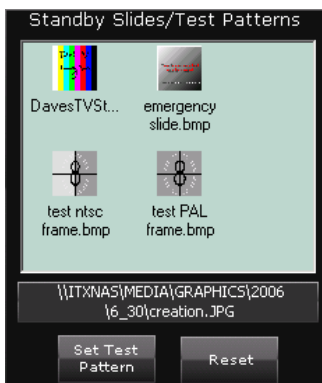 Standby Slides/Test Patterns
DavesTVSt...
emergency
slide.bmp
test ntsc
frame.bmp
test PAL
frame.bmp
\\ITXNAS\MEDIA\GRAPHICS\2006
\6_30\creation.JPG
Set Test
Pattern
Reset